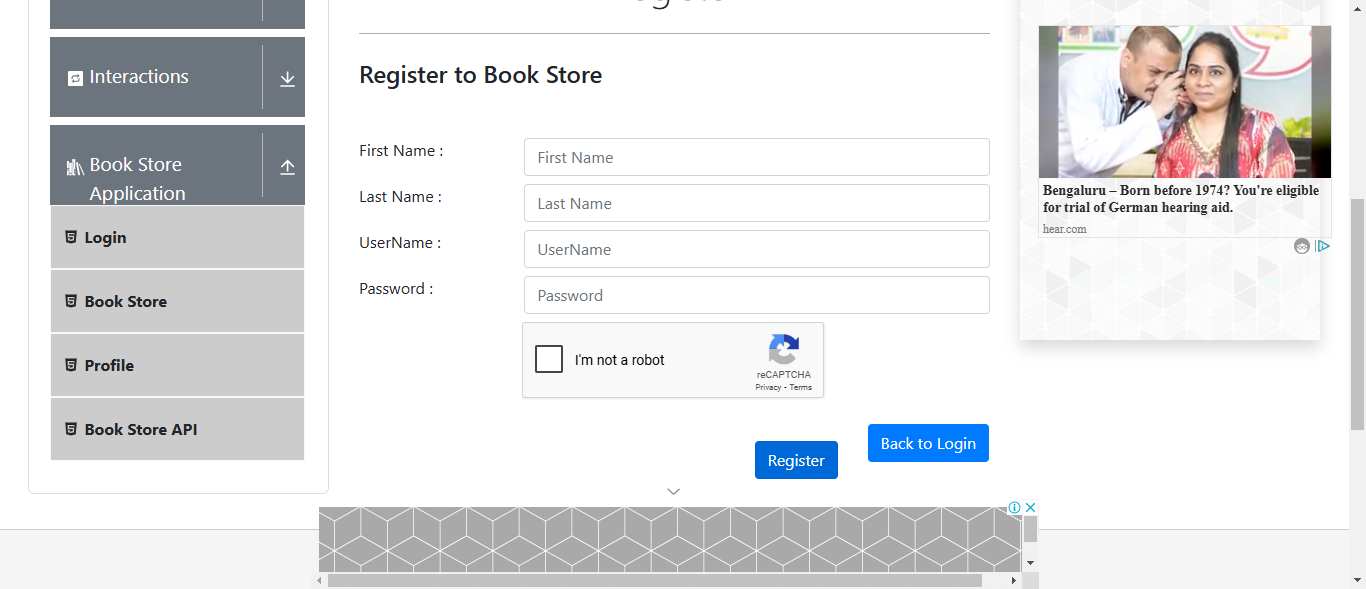 Interactions
Book Store
Application
Login
Book Store
Profile
Book Store API
Register to Book Store
First Name :
First Name
Last Name :
Last Name
UserName :
UserName
Password :
Password
I'm not a robot
reCAPTCHA
Privacy - Terms
Back to Login
Register
Bengaluru – Born before 1974? You're eligible
for trial of German hearing aid.
hear.com